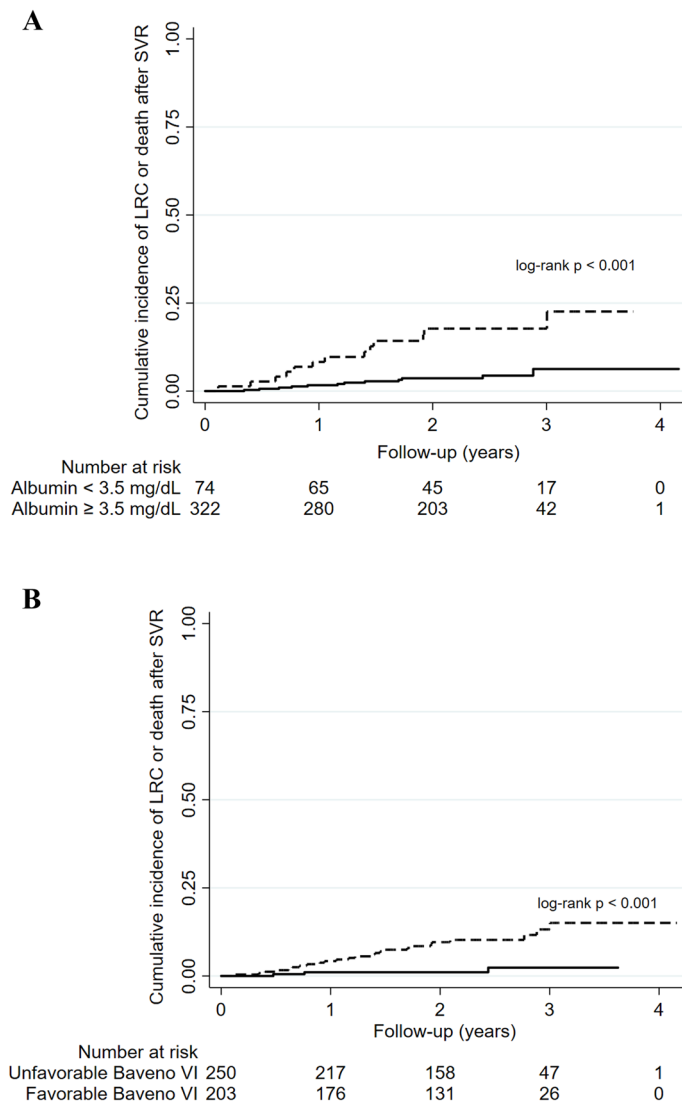 A
Cumulative incidence of LRC or death after SVR
1.00
0.75
0.50
0.25
0.00
log-rank p < 0.001
0 1 2 3 4
Follow-up (years)
Number at risk
Albumin < 3.5 mg/dL 74 65 45 17 0
Albumin ≥ 3.5 mg/dL 322 280 203 42 1
B
Cumulative incidence of LRC or death after SVR
1.00
0.75
0.50
0.25
0.00
log-rank p < 0.001
0 1 2 3 4
Follow-up (years)
Number at risk
Unfavorable Baveno VI 250 217 158 47 1
Favorable Baveno VI 203 176 131 26 0